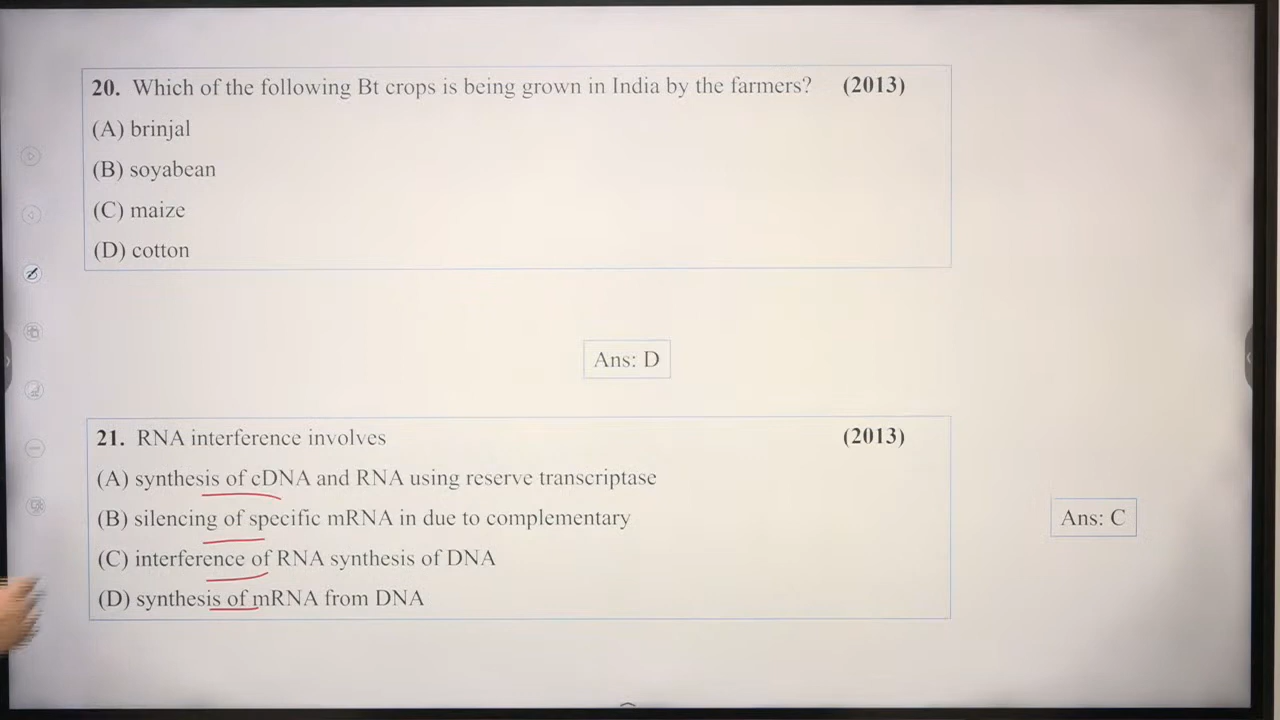 20. Which of the following Bt crops is being grown in India by the farmers? (2013)
(A) brinjal
(B) soyabean
(C) maize
(D) cotton
Ans: D
21. RNA interference involves (2013)
(A) synthesis of cDNA and RNA using reserve transcriptase
(B) silencing of specific mRNA in due to complementary
(C) interference of RNA synthesis of DNA
(D) synthesis of mRNA from DNA
Ans: C